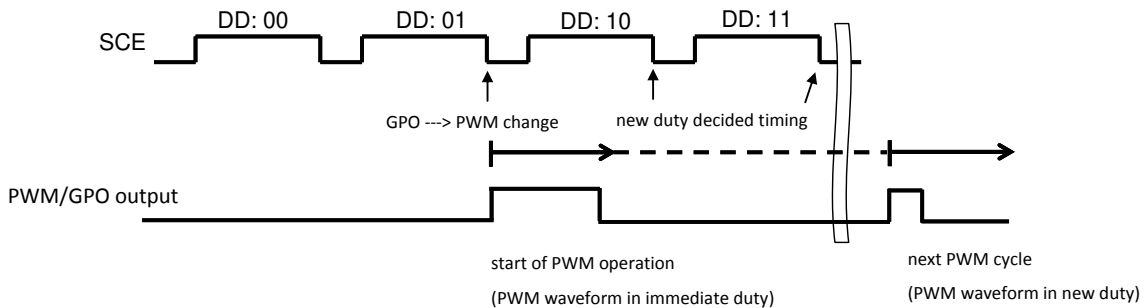 DD: 00 DD: 01 DD: 10 DD: 11
SCE
GPO ---> PWM change new duty decided timing
PWM/GPO output
start of PWM operation next PWM cycle
(PWM waveform in immediate duty) (PWM waveform in new duty)